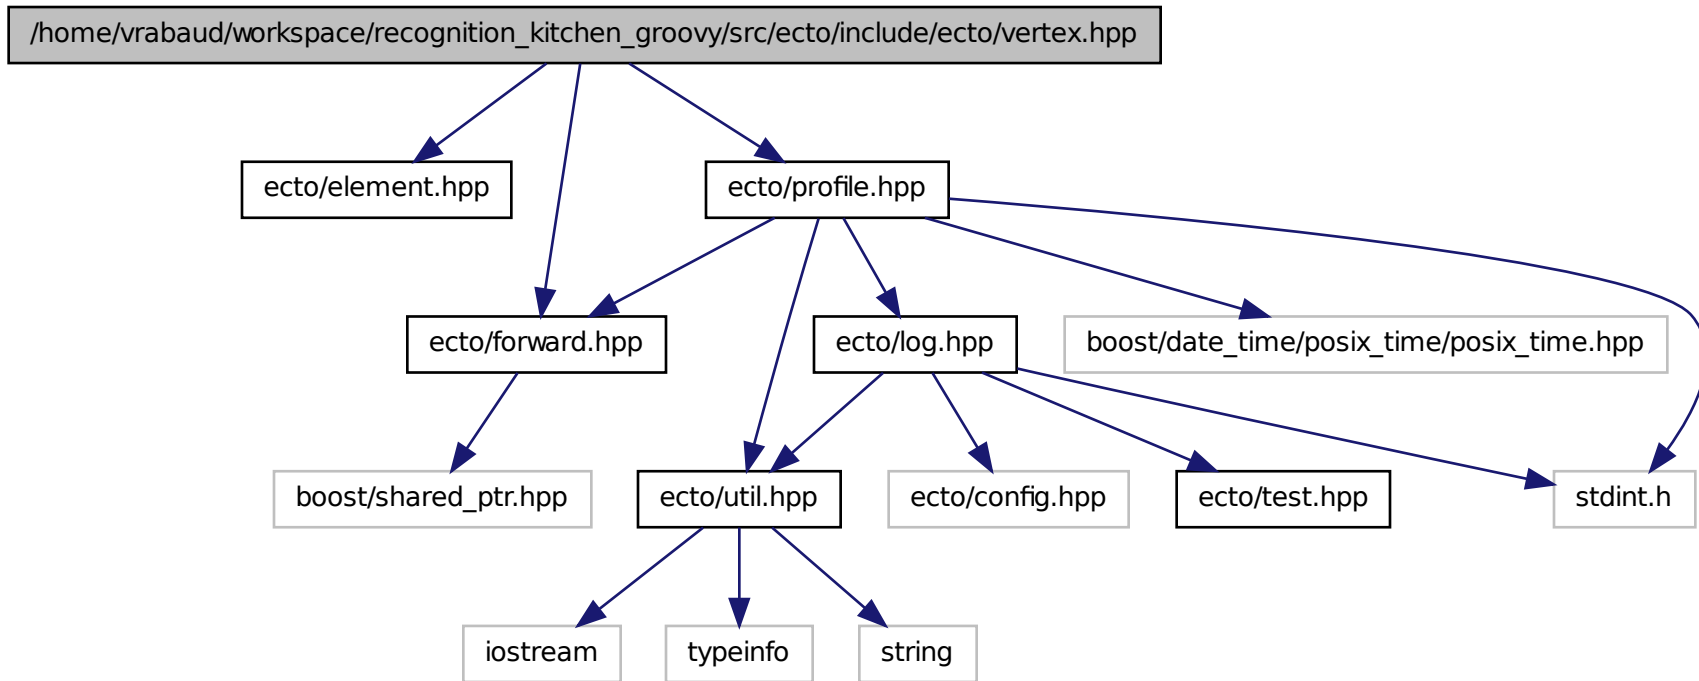 /home/vrabaud/workspace/recognition_kitchen_groovy/src/ecto/include/ecto/vertex.hpp
ecto/element.hpp
ecto/profile.hpp
ecto/forward.hpp
ecto/log.hpp
boost/date_time/posix_time/posix_time.hpp
boost/shared_ptr.hpp
ecto/util.hpp
ecto/config.hpp
ecto/test.hpp
stdint.h
iostream
typeinfo
string